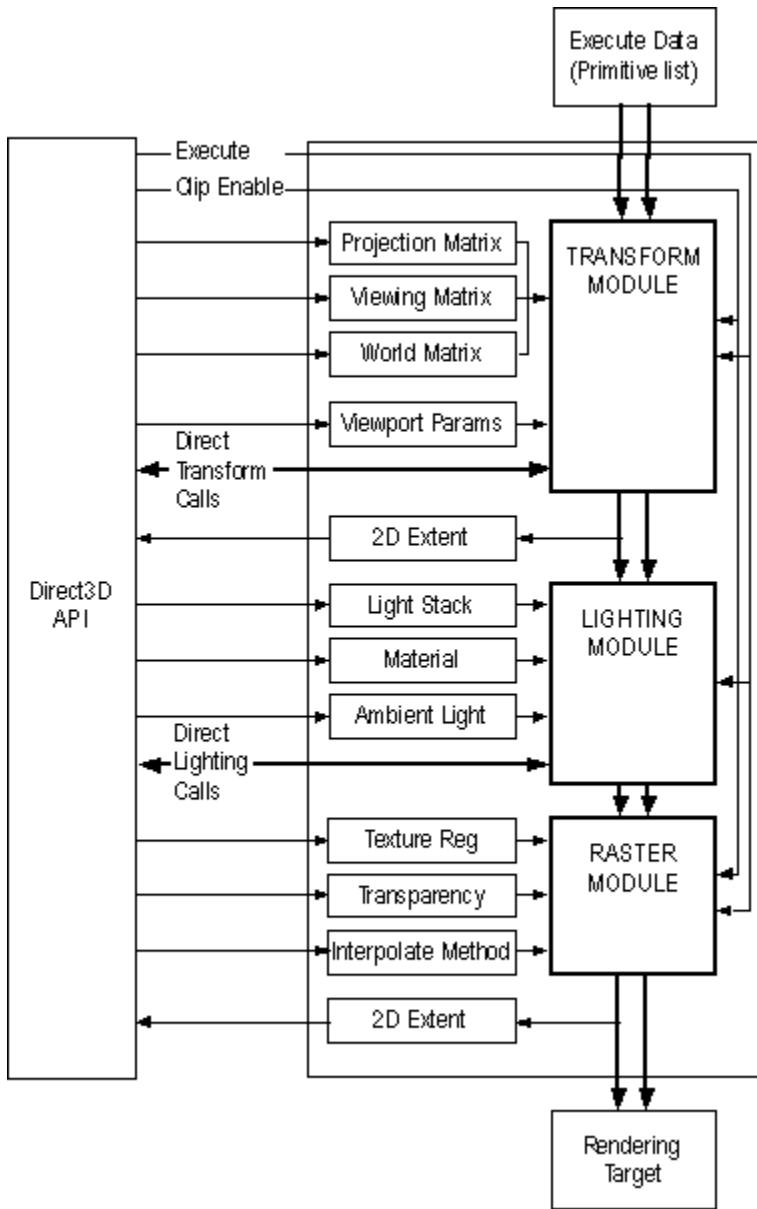 Execute Data
(Primitive list)
Execute
Clip Enable
Projection Matrix
TRANSFORM
MODULE
Viewing Matrix
World Matrix
Viewport Params
Direct
Transform
Calls
2D Extent
Direct3D
API
Light Stack
LIGHTING
MODULE
Material
Ambient Light
Direct
Lighting
Calls
Texture Reg
RASTER
MODULE
Transparency
Interpolate Method
2D Extent
Rendering
Target